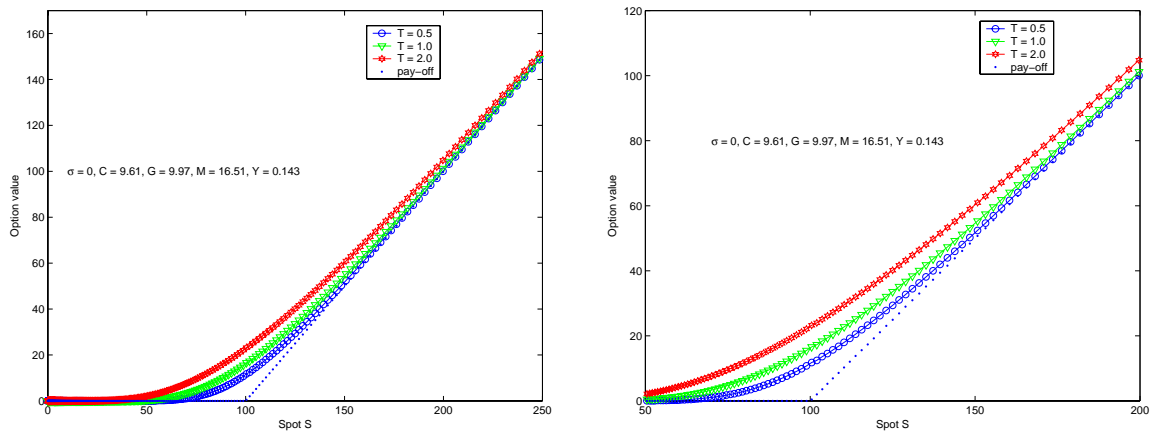 T = 0.5
T = 1.0
T = 2.0
pay-off
σ = 0, C = 9.61, G = 9.97, M = 16.51, Y = 0.143
Option value
160
140
120
100
80
60
40
20
0
0
50
100
150
200
250
Spot S
T = 0.5
T = 1.0
T = 2.0
pay-off
σ = 0, C = 9.61, G = 9.97, M = 16.51, Y = 0.143
Option value
120
100
80
60
40
20
0
50
100
150
200
Spot S